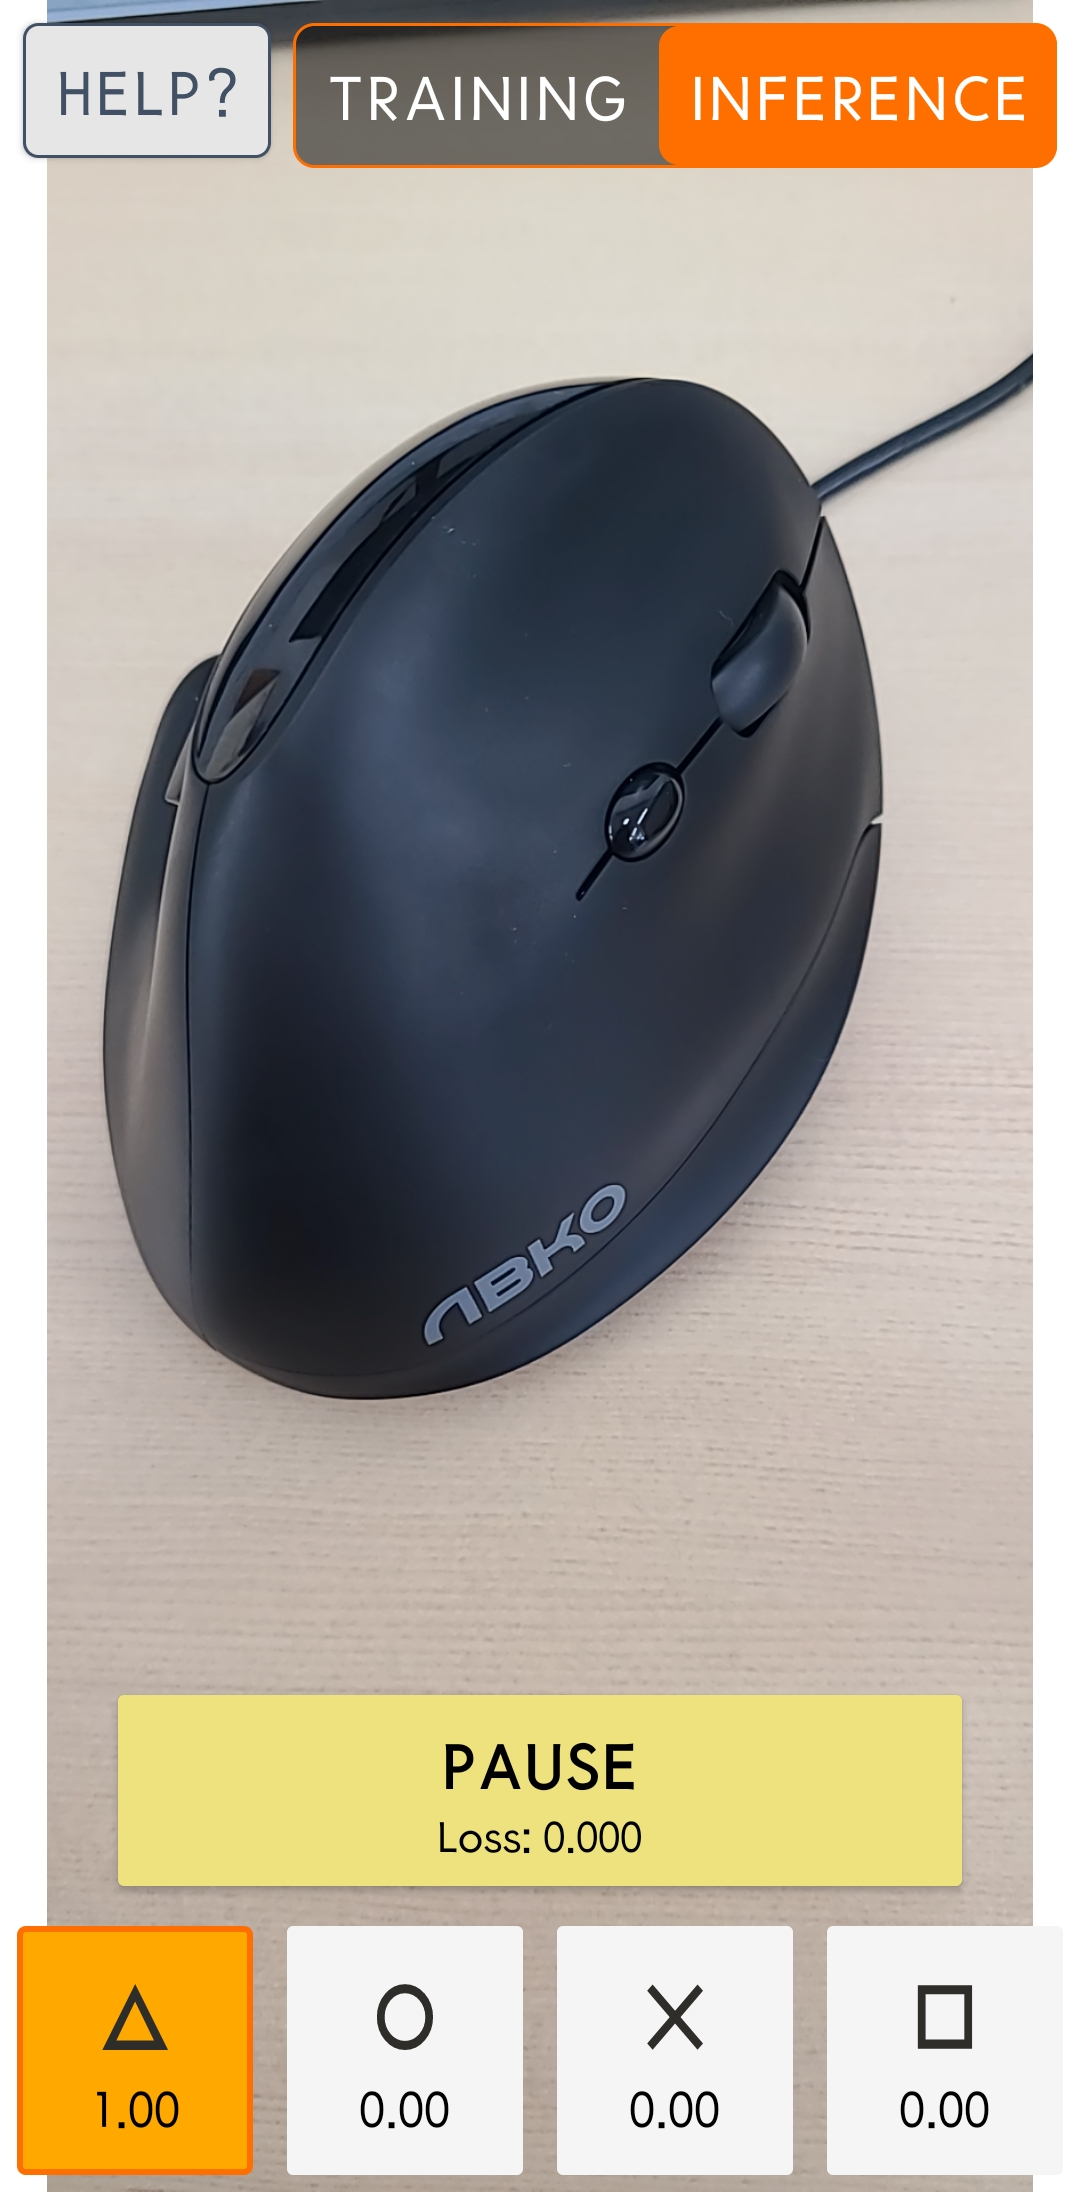 HELP?
TRAINING
INFERENCE
ABKO
PAUSE
Loss: 0.000
△
○
✕
□
1.00
0.00
0.00
0.00